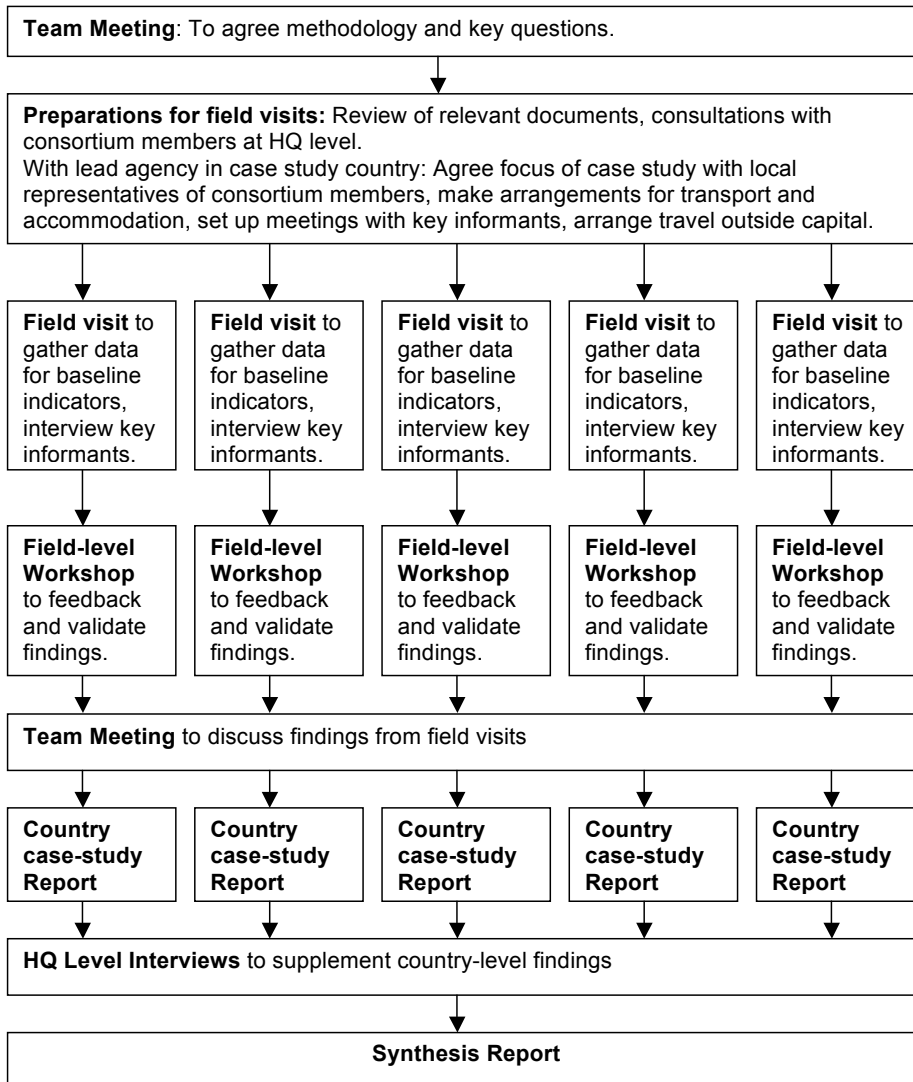 Team Meeting: To agree methodology and key questions.
Preparations for field visits: Review of relevant documents, consultations with
consortium members at HQ level.
With lead agency in case study country: Agree focus of case study with local
representatives of consortium members, make arrangements for transport and
accommodation, set up meetings with key informants, arrange travel outside capital.
Field visit to
gather data
for baseline
indicators,
interview key
informants.
Field visit to
gather data
for baseline
indicators,
interview key
informants.
Field visit to
gather data
for baseline
indicators,
interview key
informants.
Field visit to
gather data
for baseline
indicators,
interview key
informants.
Field visit to
gather data
for baseline
indicators,
interview key
informants.
Field-level
Workshop
to feedback
and validate
findings.
Field-level
Workshop
to feedback
and validate
findings.
Field-level
Workshop
to feedback
and validate
findings.
Field-level
Workshop
to feedback
and validate
findings.
Field-level
Workshop
to feedback
and validate
findings.
Team Meeting to discuss findings from field visits
Country
case-study
Report
Country
case-study
Report
Country
case-study
Report
Country
case-study
Report
Country
case-study
Report
HQ Level Interviews to supplement country-level findings
Synthesis Report